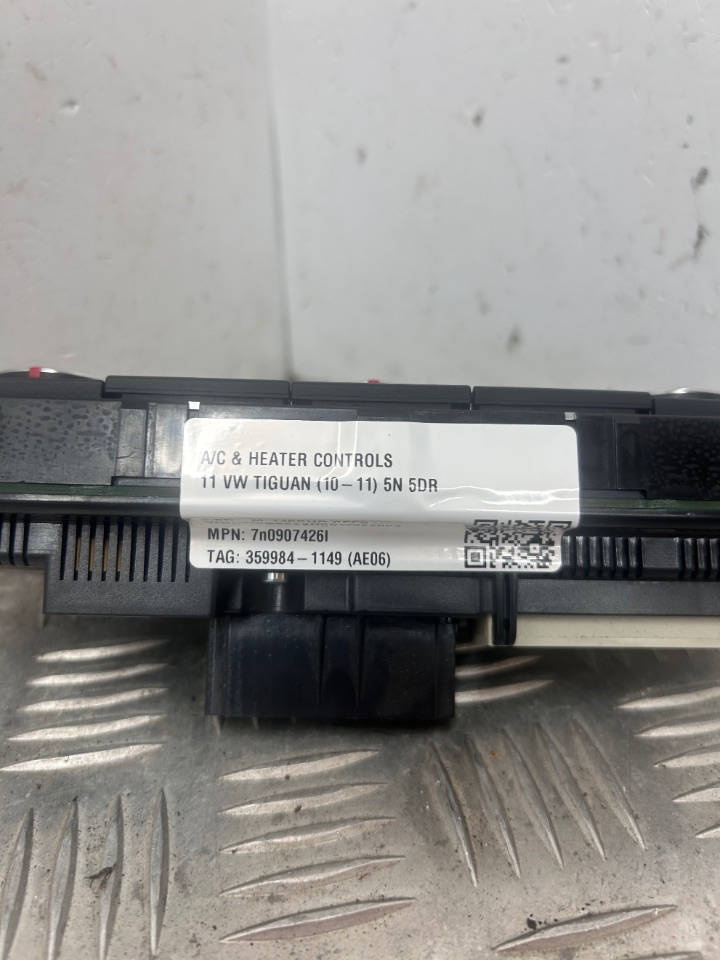 A/C & HEATER CONTROLS
11 VW TIGUAN (10-11) 5N 5DR
MPN: 7n0907426l
TAG: 359984-1149 (AE06)